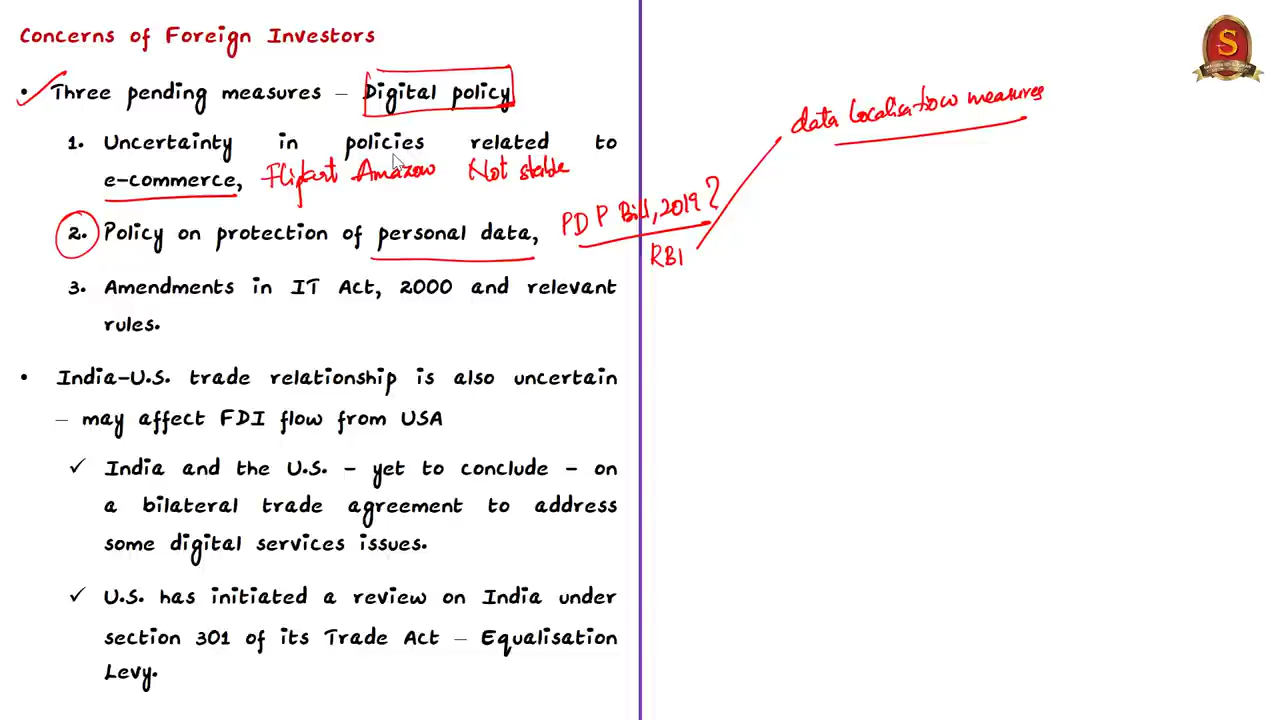 Concerns of Foreign Investors
• Three pending measures – Digital policy
1. Uncertainty in policies related to
e-commerce, Flipkart Amazon Not stable
2. Policy on protection of personal data, PDP Bill, 2019?
RBI
data localisation measures
3. Amendments in IT Act, 2000 and relevant
rules.
• India-U.S. trade relationship is also uncertain
– may affect FDI flow from USA
✓ India and the U.S. - yet to conclude - on
a bilateral trade agreement to address
some digital services issues.
✓ U.S. has initiated a review on India under
section 301 of its Trade Act – Equalisation
Levy.
S